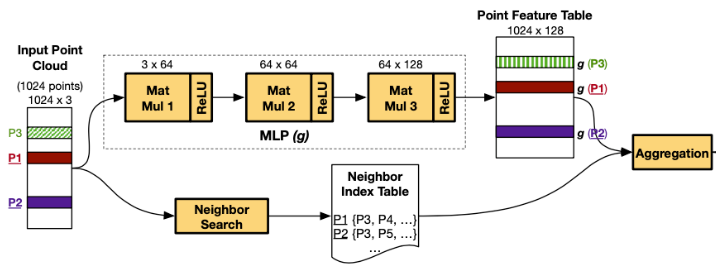 Input Point
Cloud
(1024 points)
1024 x 3
P3
P1
P2
3 x 64
64 x 64
64 x 128
Mat
Mul 1
ReLU
Mat
Mul 2
ReLU
Mat
Mul 3
ReLU
MLP (g)
Point Feature Table
1024 x 128
g (P3)
g (P1)
g (P2)
Neighbor
Search
Neighbor
Index Table
P1 {P3, P4, …}
P2 {P3, P5, …}
…
Aggregation